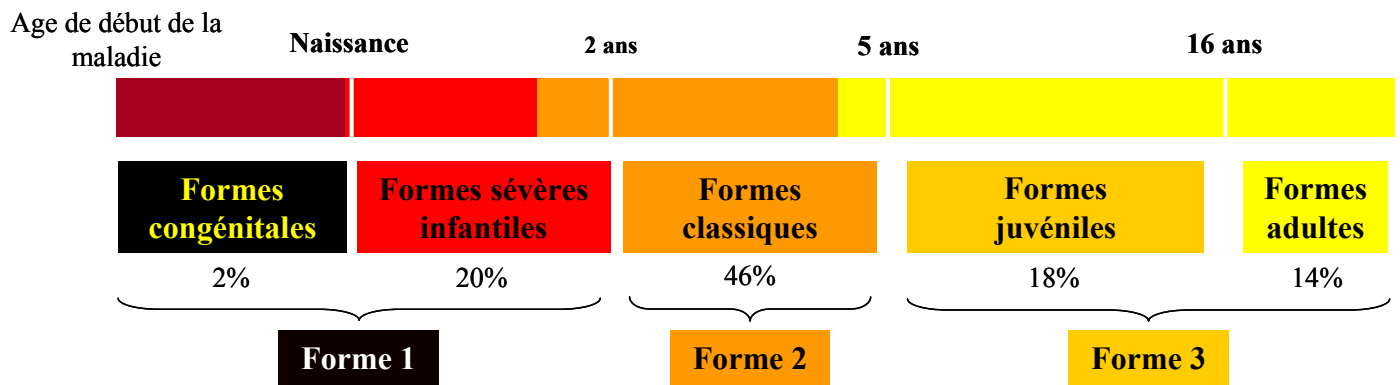 Age de début de la
maladie
Naissance
2 ans
5 ans
16 ans
Formes
congénitales
Formes sévères
infantiles
Formes
classiques
Formes
juvéniles
Formes
adultes
2%
20%
46%
18%
14%
Forme 1
Forme 2
Forme 3